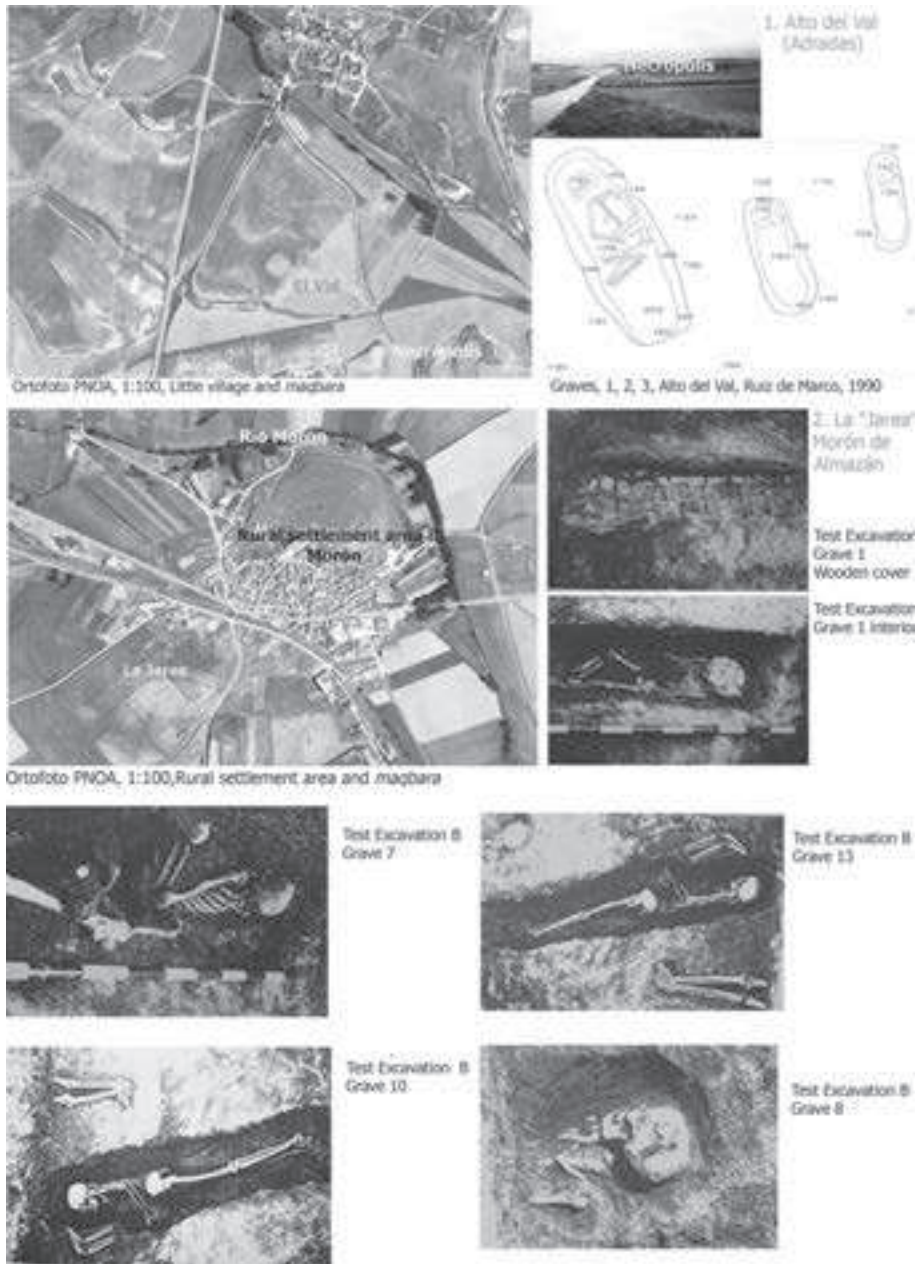 1. Alto del Val
(Adradas)
Necropolis
El Val
Ortofoto PNOA, 1:100, Little village and maqbara
Graves, 1, 2, 3, Alto del Val, Ruiz de Marco, 1990
Río Morón
Rural settlement area
Morón
La Jarea
Ortofoto PNOA, 1:100,Rural settlement area and maqbara
2. La "Jarea"
Morón de
Almazán
Test Excavation
Grave 1
Wooden cover
Test Excavation
Grave 1 Interior
Test Excavation B
Grave 7
Test Excavation B
Grave 13
Test Excavation B
Grave 10
Test Excavation B
Grave 8